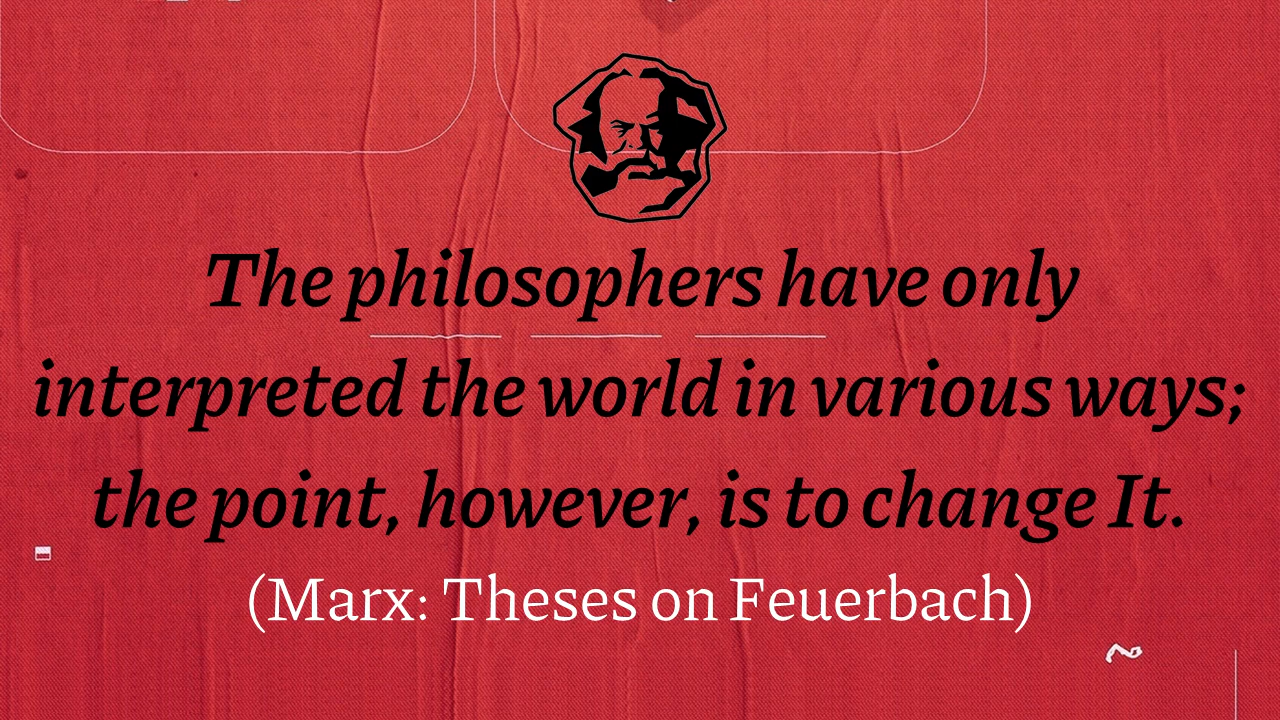 The philosophers have only
interpreted the world in various ways;
the point, however, is to change It.
(Marx: Theses on Feuerbach)